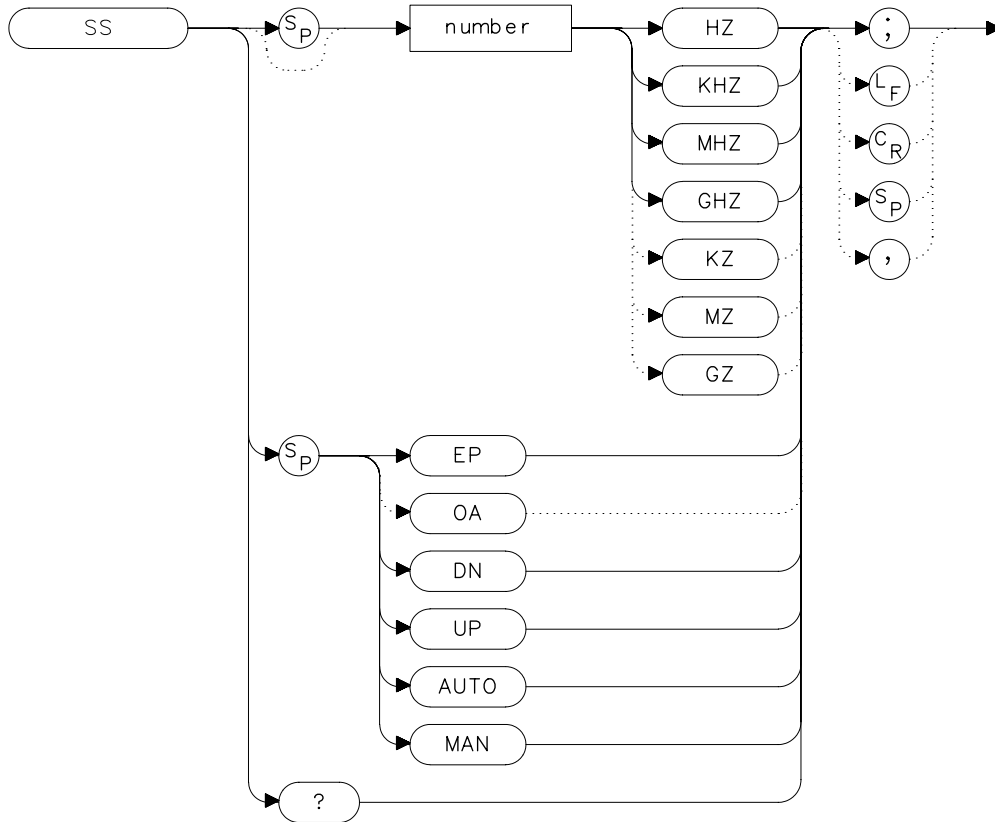 SS SP number HZ ;
KHZ LF
MHZ CR
GHZ SP
KZ ,
MZ
GZ
SP EP
OA
DN
UP
AUTO
MAN
?